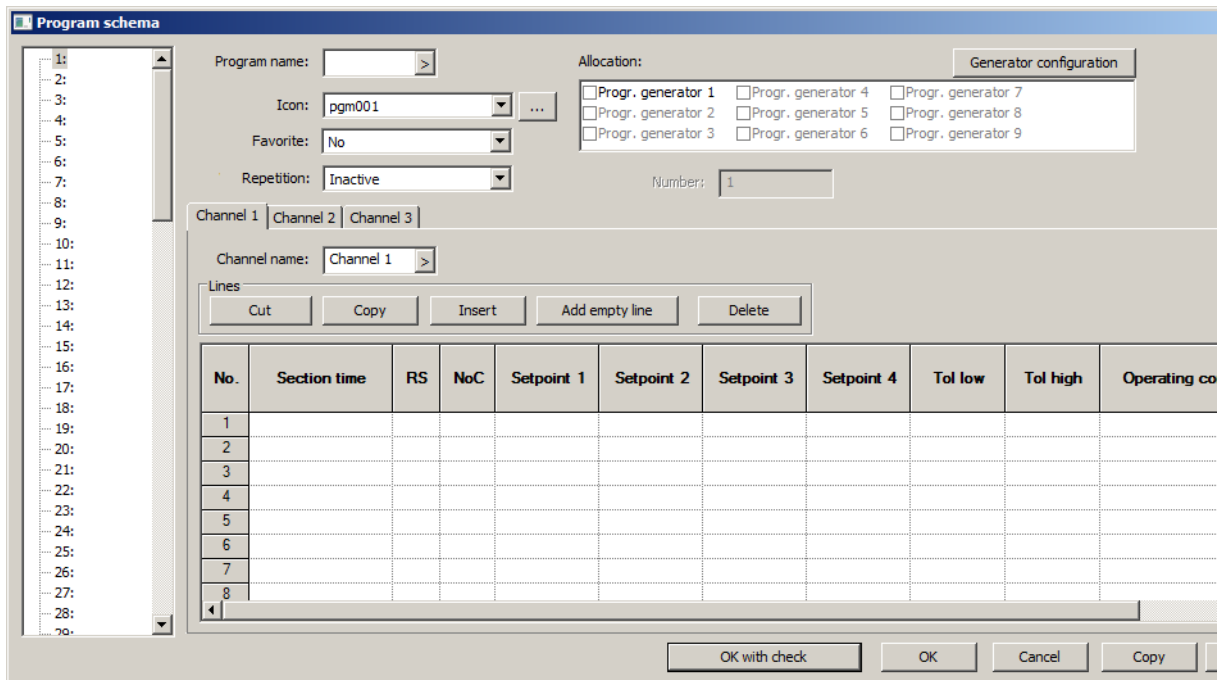 Program schema
1:
2:
3:
4:
5:
6:
7:
8:
9:
10:
11:
12:
13:
14:
15:
16:
17:
18:
19:
20:
21:
22:
23:
24:
25:
26:
27:
28:
29:
Program name: >
Icon: pgm001 ...
Favorite: No
Repetition: Inactive
Allocation: Generator configuration
Progr. generator 1 Progr. generator 4 Progr. generator 7
Progr. generator 2 Progr. generator 5 Progr. generator 8
Progr. generator 3 Progr. generator 6 Progr. generator 9
Number: 1
Channel 1 Channel 2 Channel 3
Channel name: Channel 1 >
Lines
Cut Copy Insert Add empty line Delete
No. Section time RS NoC Setpoint 1 Setpoint 2 Setpoint 3 Setpoint 4 Tol low Tol high Operating co
1
2
3
4
5
6
7
8
OK with check OK Cancel Copy